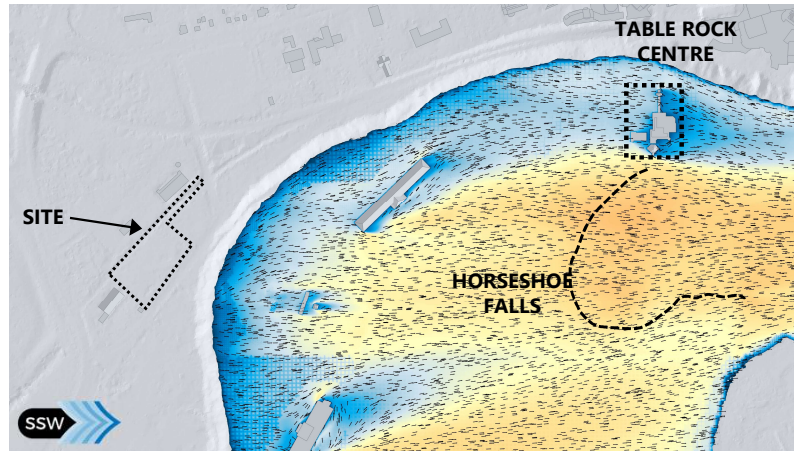 TABLE ROCK
CENTRE
SITE
HORSESHOE
FALLS
SSW